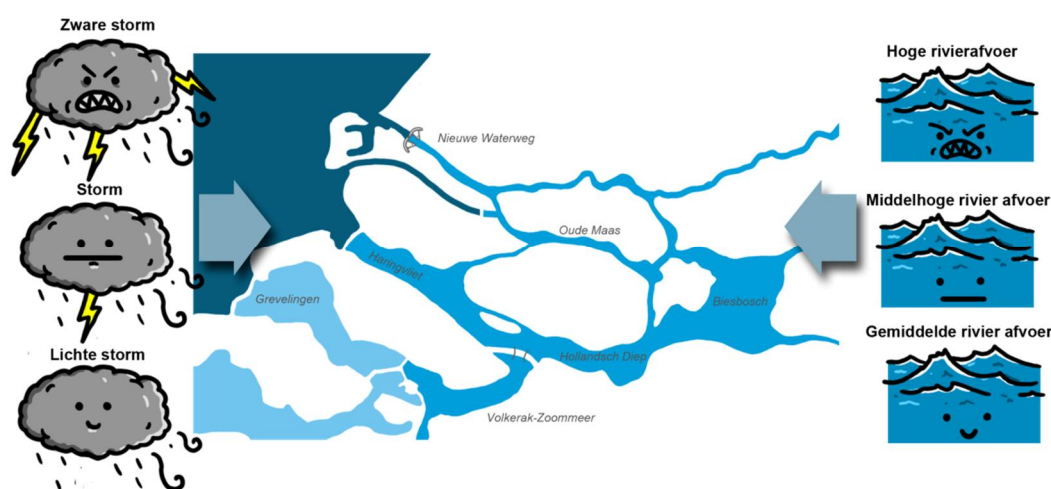 Zware storm
Storm
Lichte storm
Nieuwe Waterweg
Oude Maas
Haringvliet
Grevelingen
Biesbosch
Hollandsch Diep
Volkerak-Zoommeer
Hoge rivierafvoer
Middelhoge rivier afvoer
Gemiddelde rivier afvoer